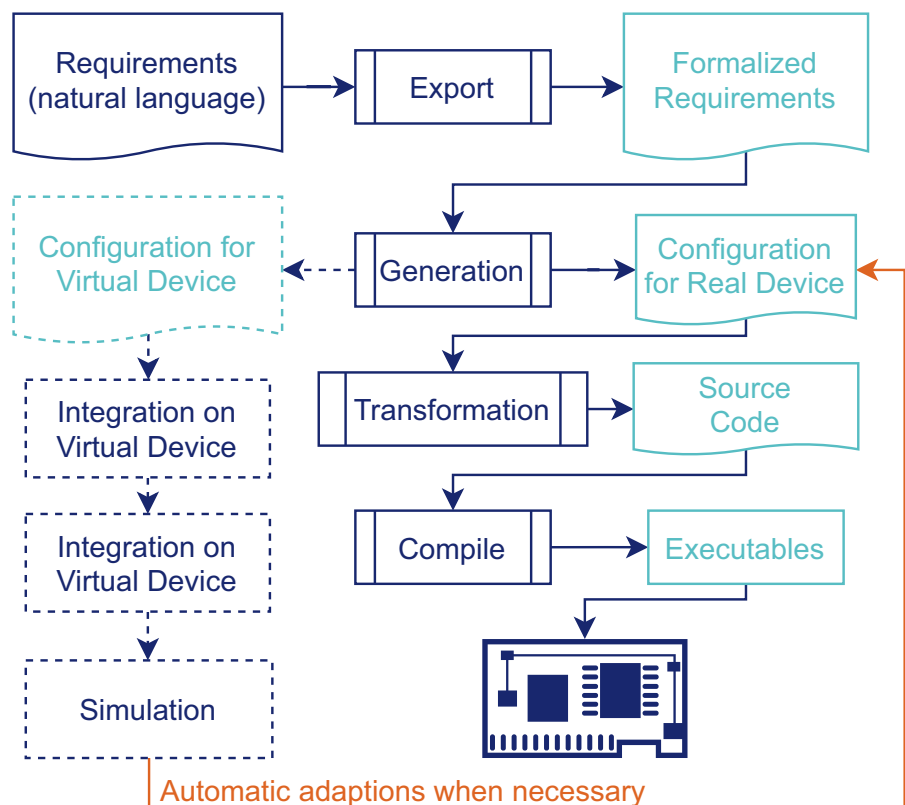 Requirements
(natural language)
Export
Formalized
Requirements
Configuration for
Virtual Device
Generation
Configuration
for Real Device
Integration on
Virtual Device
Transformation
Source
Code
Integration on
Virtual Device
Compile
Executables
Simulation
Automatic adaptions when necessary